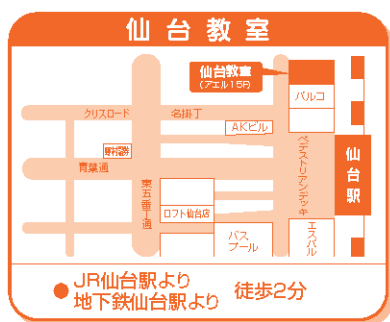 仙台教室
仙台教室
(アエル15F)
パルコ
クリスロード
名掛丁
AKビル
野村證券
青葉通
東五番丁通
ペデストリアンデッキ
仙台駅
ロフト仙台店
バス
プール
エスパル
●JR仙台駅より
地下鉄仙台駅より
徒歩2分